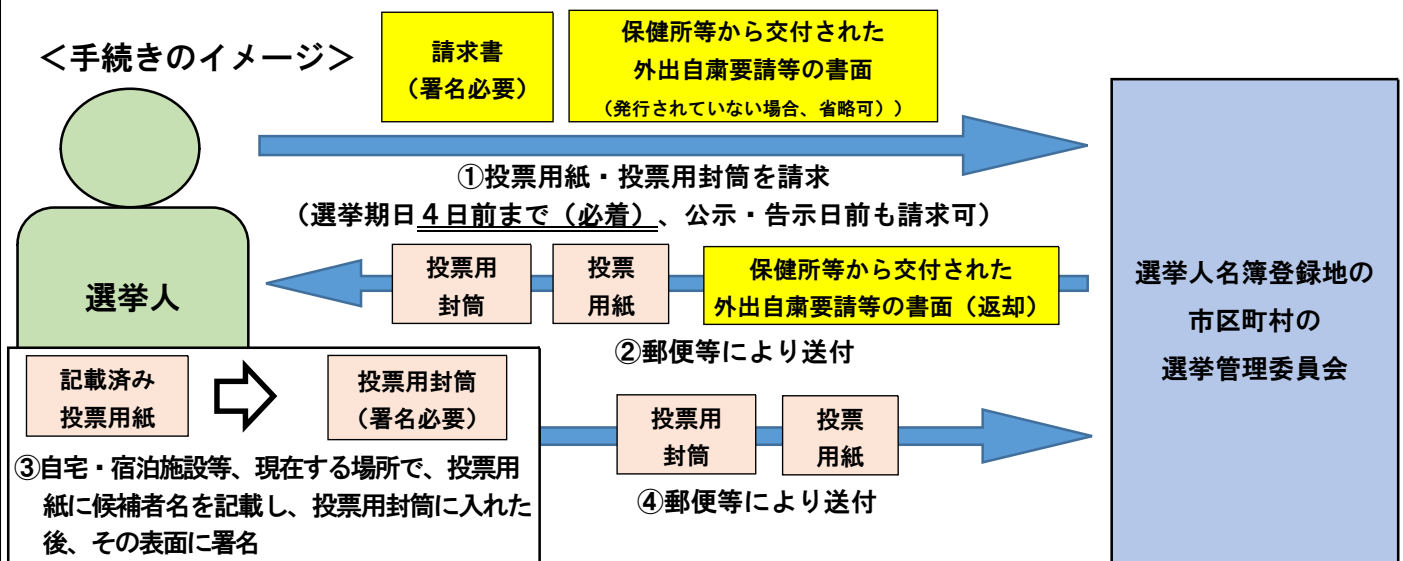 ＜手続きのイメージ＞
請求書
（署名必要）
保健所等から交付された
外出自粛要請等の書面
（発行されていない場合、省略可））
①投票用紙・投票用封筒を請求
（選挙期日４日前まで（必着）、公示・告示日前も請求可）
選挙人
投票用
封筒
投票
用紙
保健所等から交付された
外出自粛要請等の書面（返却）
②郵便等により送付
選挙人名簿登録地の
市区町村の
選挙管理委員会
記載済み
投票用紙
投票用封筒
（署名必要）
③自宅・宿泊施設等、現在する場所で、投票用
紙に候補者名を記載し、投票用封筒に入れた
後、その表面に署名
投票用
封筒
投票
用紙
④郵便等により送付